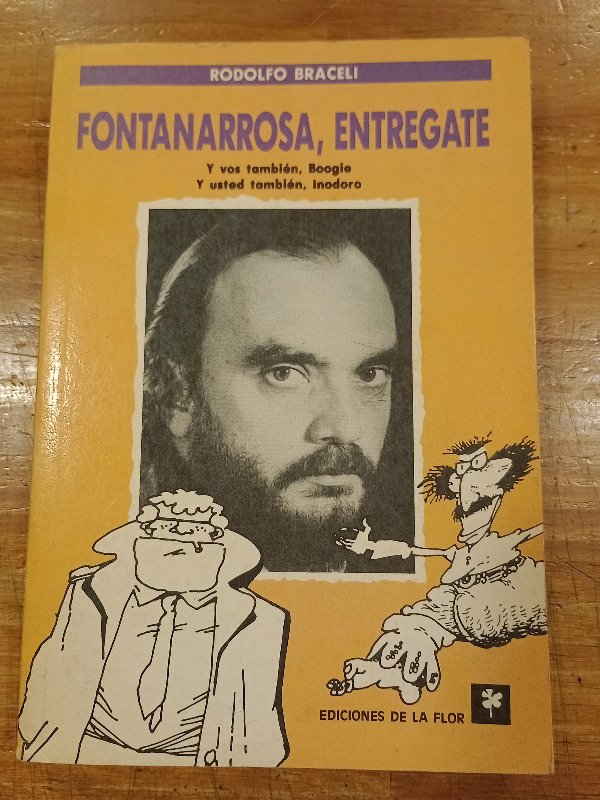 RODOLFO BRACELI
FONTANARROSA, ENTREGATE
Y vos también, Boogie
Y usted también, Inodoro
EDICIONES DE LA FLOR